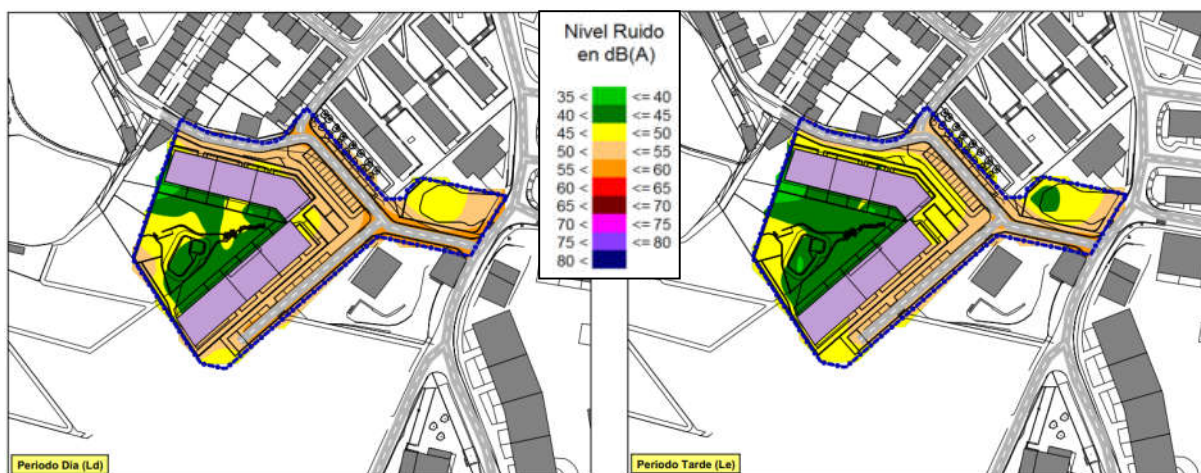 Nivel Ruido
en dB(A)
35 < <= 40
40 < <= 45
45 < <= 50
50 < <= 55
55 < <= 60
60 < <= 65
65 < <= 70
70 < <= 75
75 < <= 80
80 <
Periodo Día (Ld)
Periodo Tarde (Le)